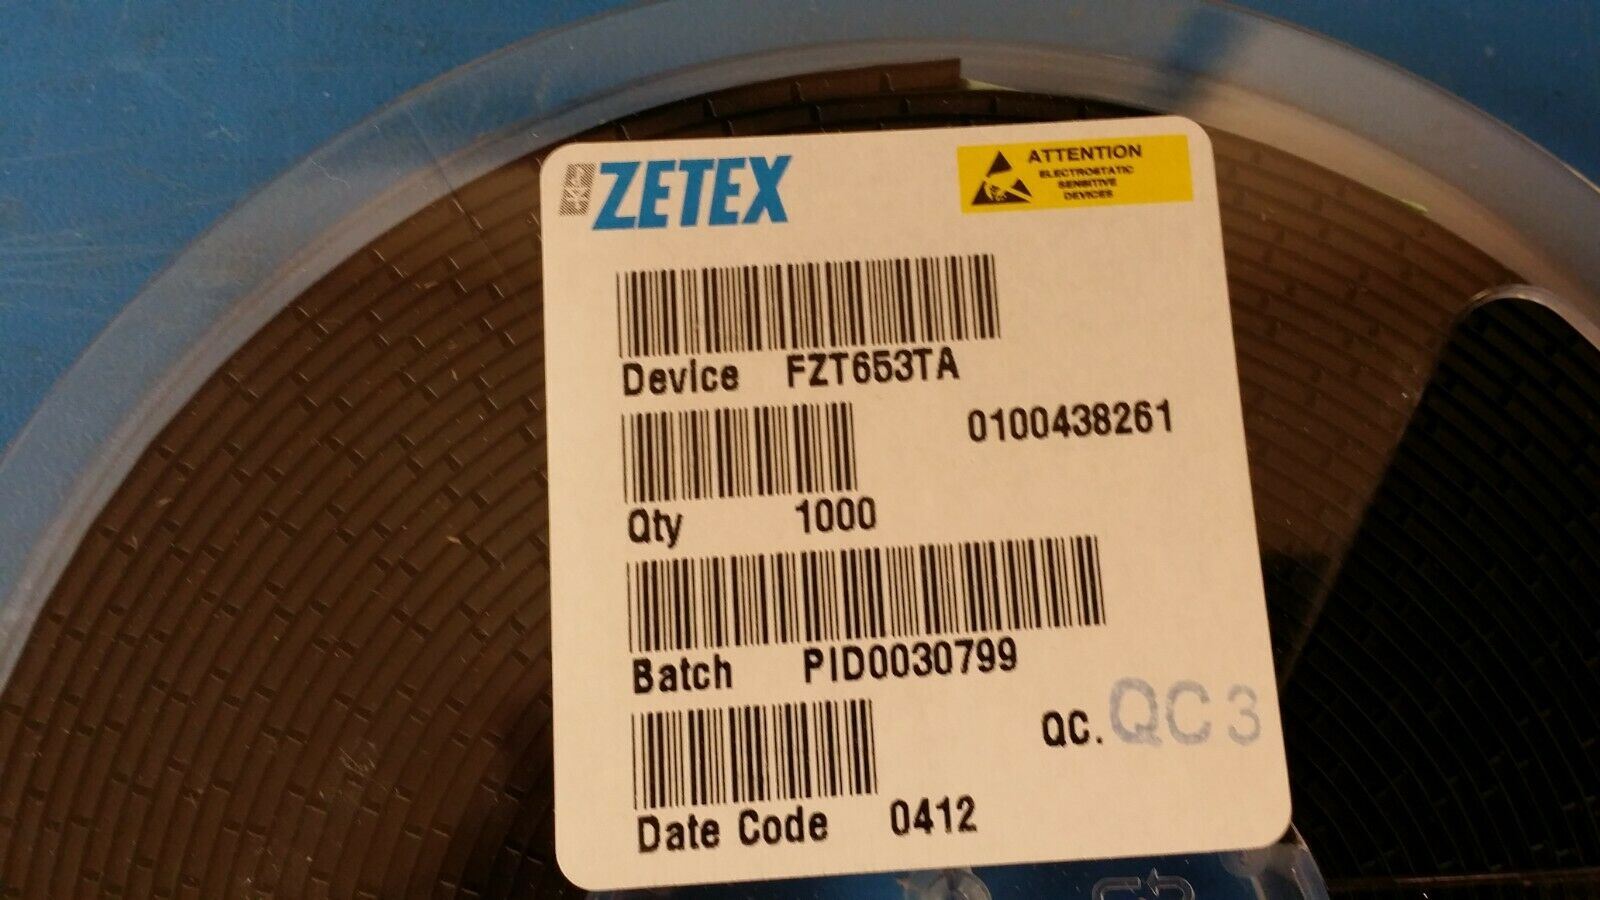 ZETEX
ATTENTION
ELECTROSTATIC
SENSITIVE
DEVICES
Device FZT653TA
0100438261
Qty 1000
Batch PID0030799
QC. QC3
Date Code 0412